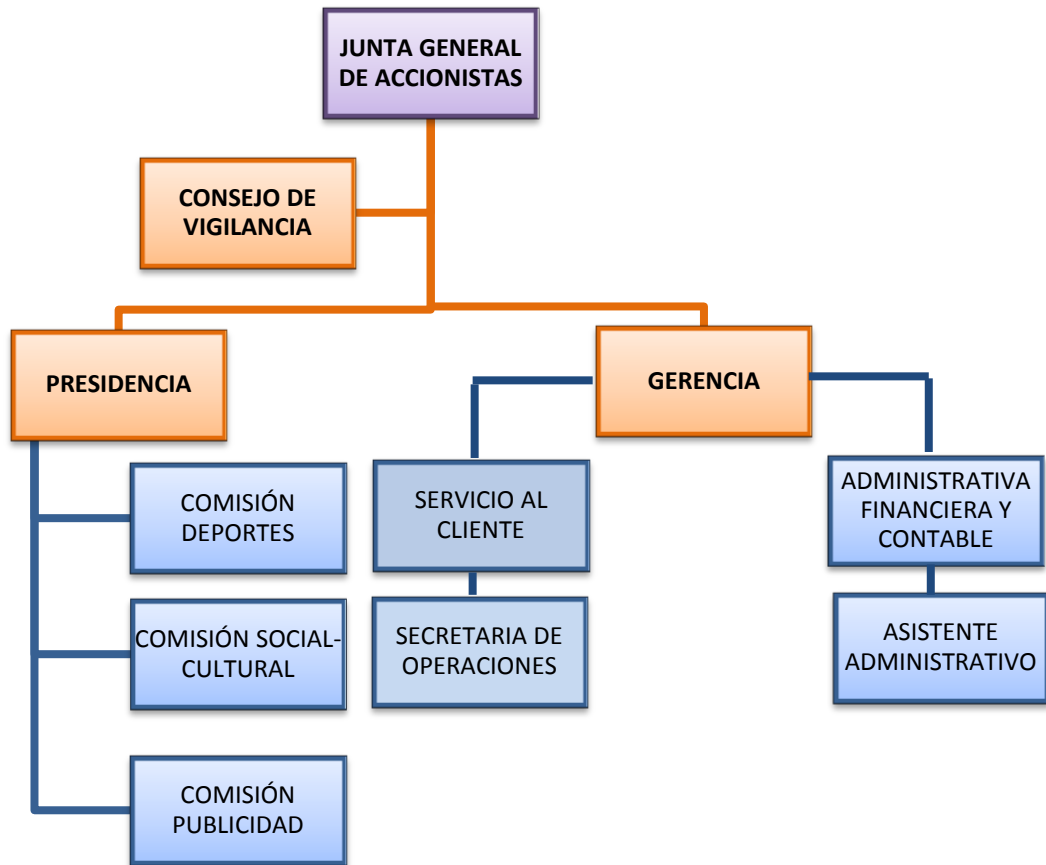 JUNTA GENERAL
DE ACCIONISTAS
CONSEJO DE
VIGILANCIA
PRESIDENCIA
GERENCIA
COMISIÓN
DEPORTES
COMISIÓN SOCIAL-
CULTURAL
COMISIÓN
PUBLICIDAD
SERVICIO AL
CLIENTE
SECRETARIA DE
OPERACIONES
ADMINISTRATIVA
FINANCIERA Y
CONTABLE
ASISTENTE
ADMINISTRATIVO